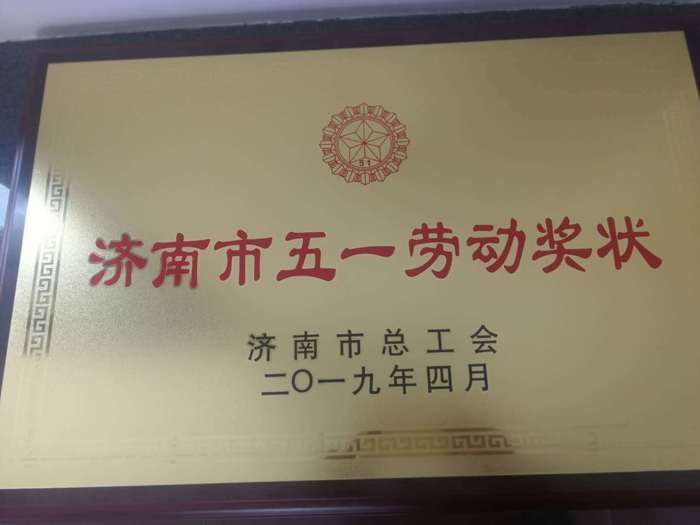 51
济南市五一劳动奖状
济南市总工会
二〇一九年四月